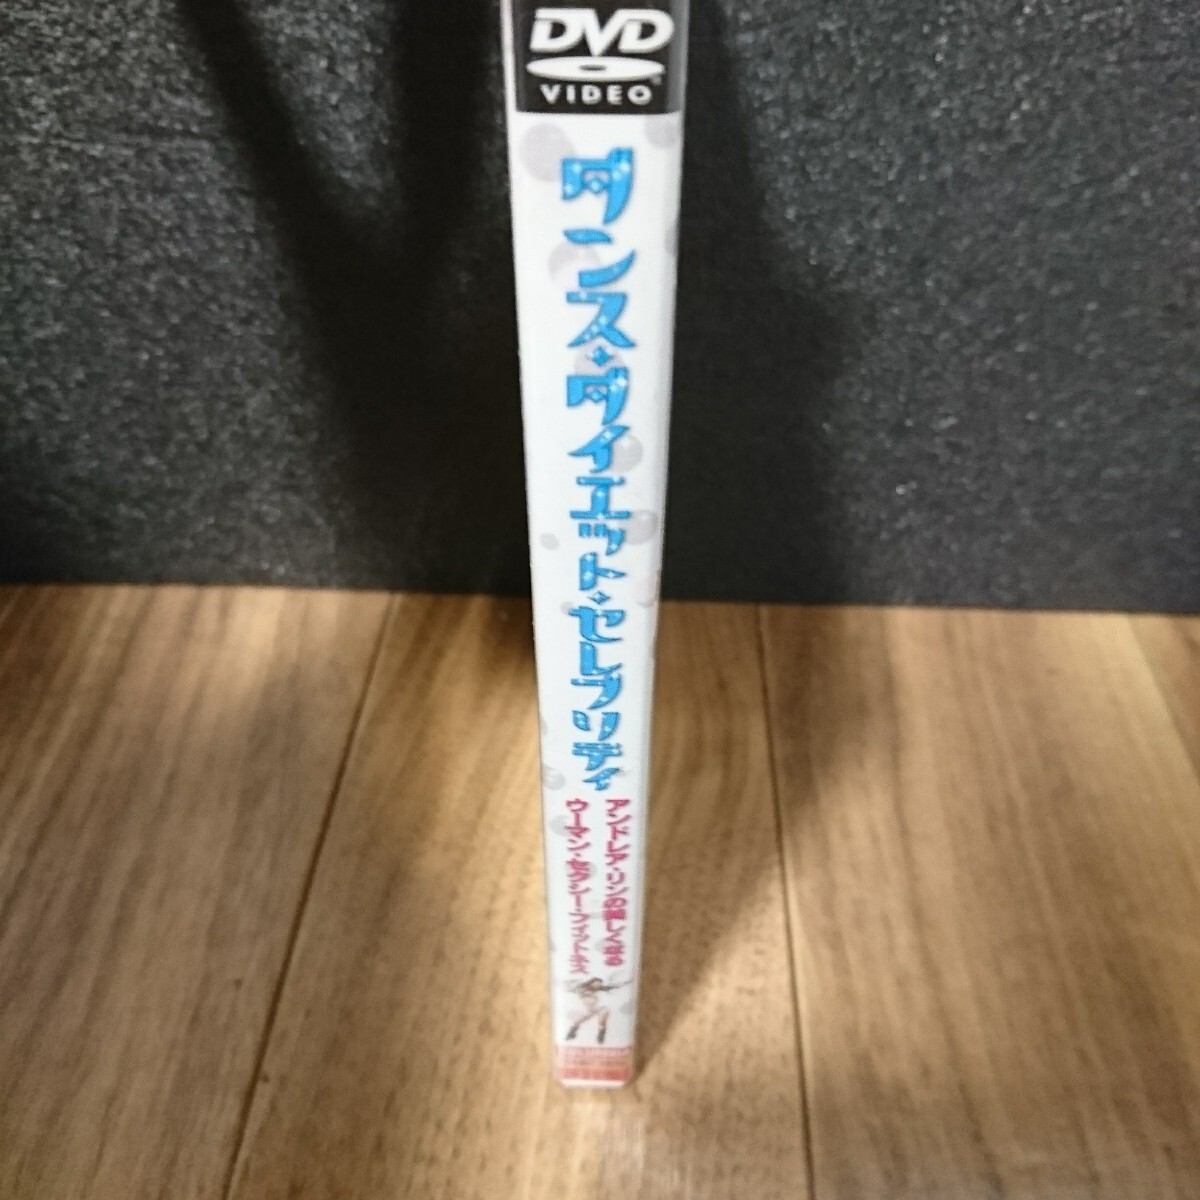 DVD
VIDEO
ダンス・ダイエット・セレブリティ
アンドレア・リンの美しくなる
ウーマン・セクシー・フィットネス